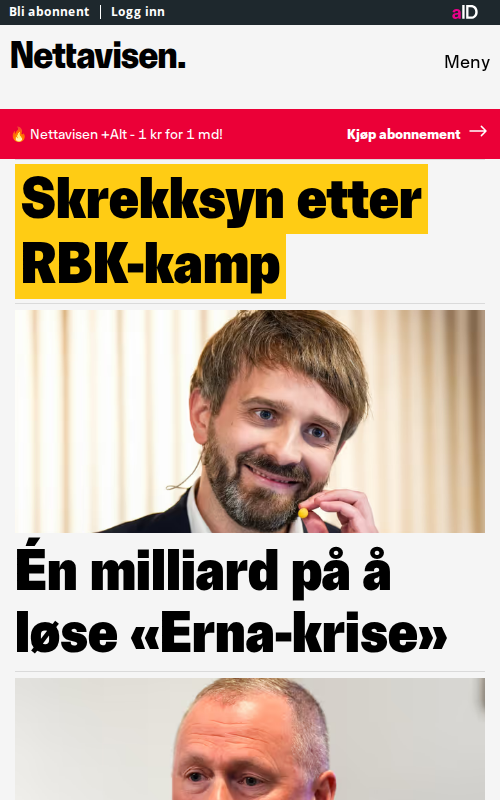 Bli abonnent | Logg inn
aID
Nettavisen.
Meny
🔥 Nettavisen +Alt - 1 kr for 1 md!
Kjøp abonnement →
Skrekksyn etter
RBK-kamp
Én milliard på å
løse «Erna-krise»